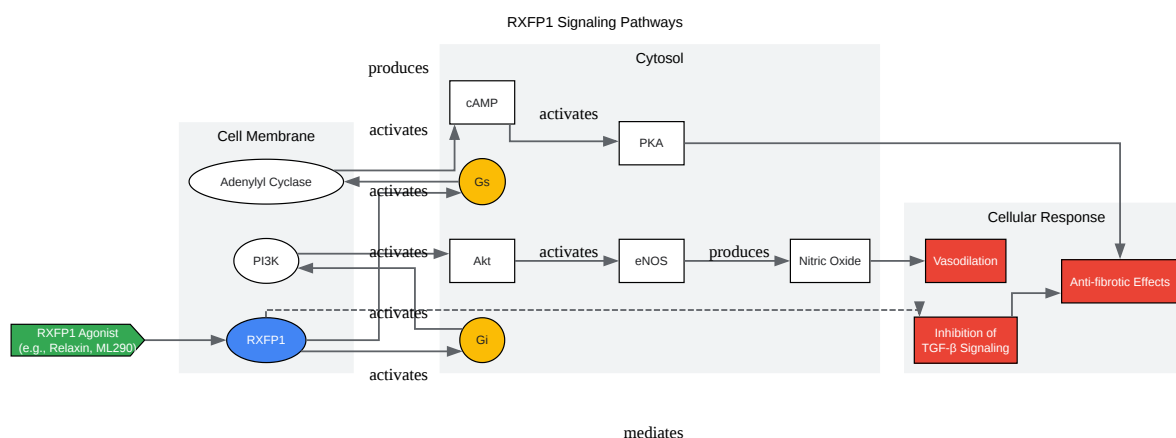 RXFP1 Signaling Pathways
Cytosol
produces
cAMP
activates
Cell Membrane
activates
PKA
Adenylyl Cyclase
Gs
activates
Cellular Response
PI3K
activates
Akt
activates
eNOS
produces
Nitric Oxide
Vasodilation
Anti-fibrotic Effects
activates
RXFP1 Agonist
(e.g., Relaxin, ML290)
RXFP1
Gi
Inhibition of
TGF-β Signaling
activates
mediates